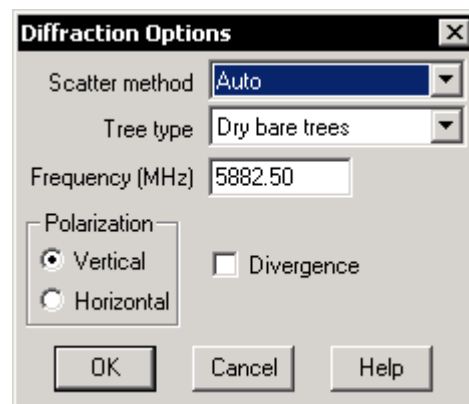 Diffraction Options
Scatter method Auto
Tree type Dry bare trees
Frequency (MHz) 5882.50
Polarization
Vertical
Divergence
Horizontal
OK Cancel Help